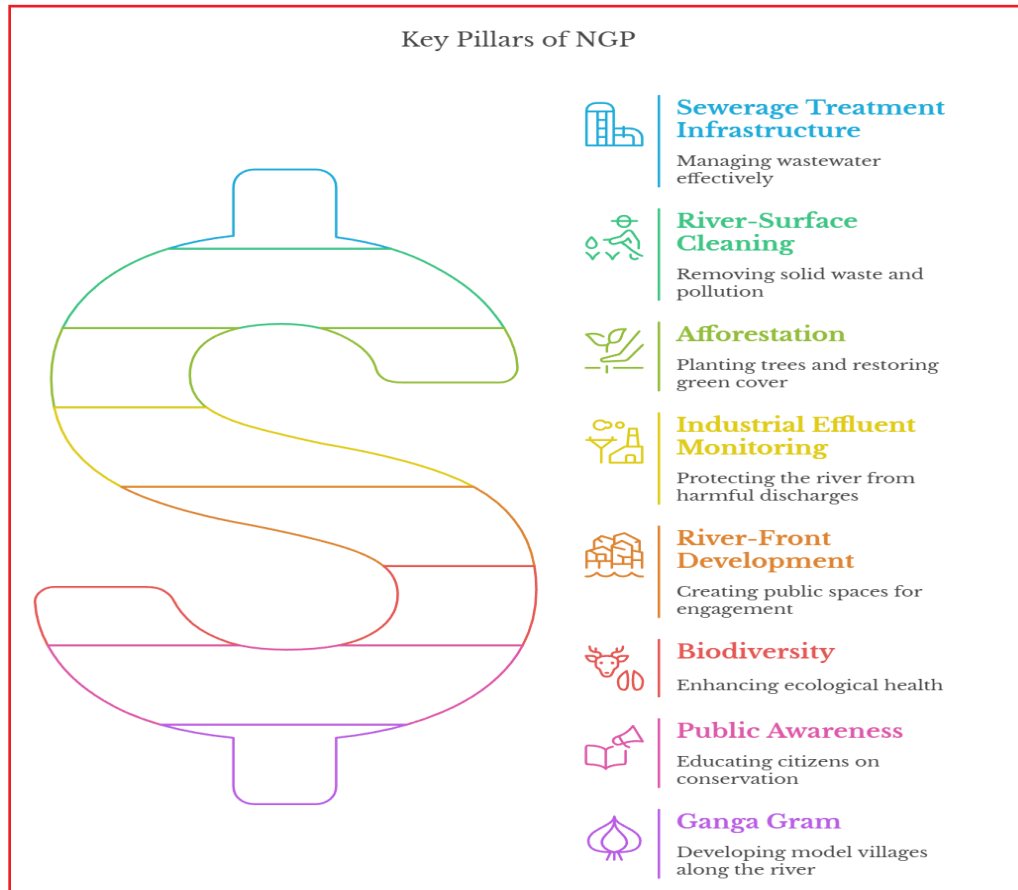 Key Pillars of NGP
Sewerage Treatment
Infrastructure
Managing wastewater
effectively
River-Surface
Cleaning
Removing solid waste and
pollution
Afforestation
Planting trees and restoring
green cover
Industrial Effluent
Monitoring
Protecting the river from
harmful discharges
River-Front
Development
Creating public spaces for
engagement
Biodiversity
Enhancing ecological health
Public Awareness
Educating citizens on
conservation
Ganga Gram
Developing model villages
along the river